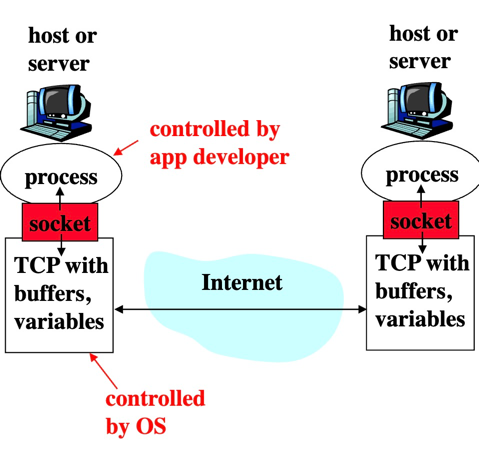 host or
server
host or
server
controlled by
app developer
process
process
socket
socket
TCP with
buffers,
variables
Internet
TCP with
buffers,
variables
controlled
by OS